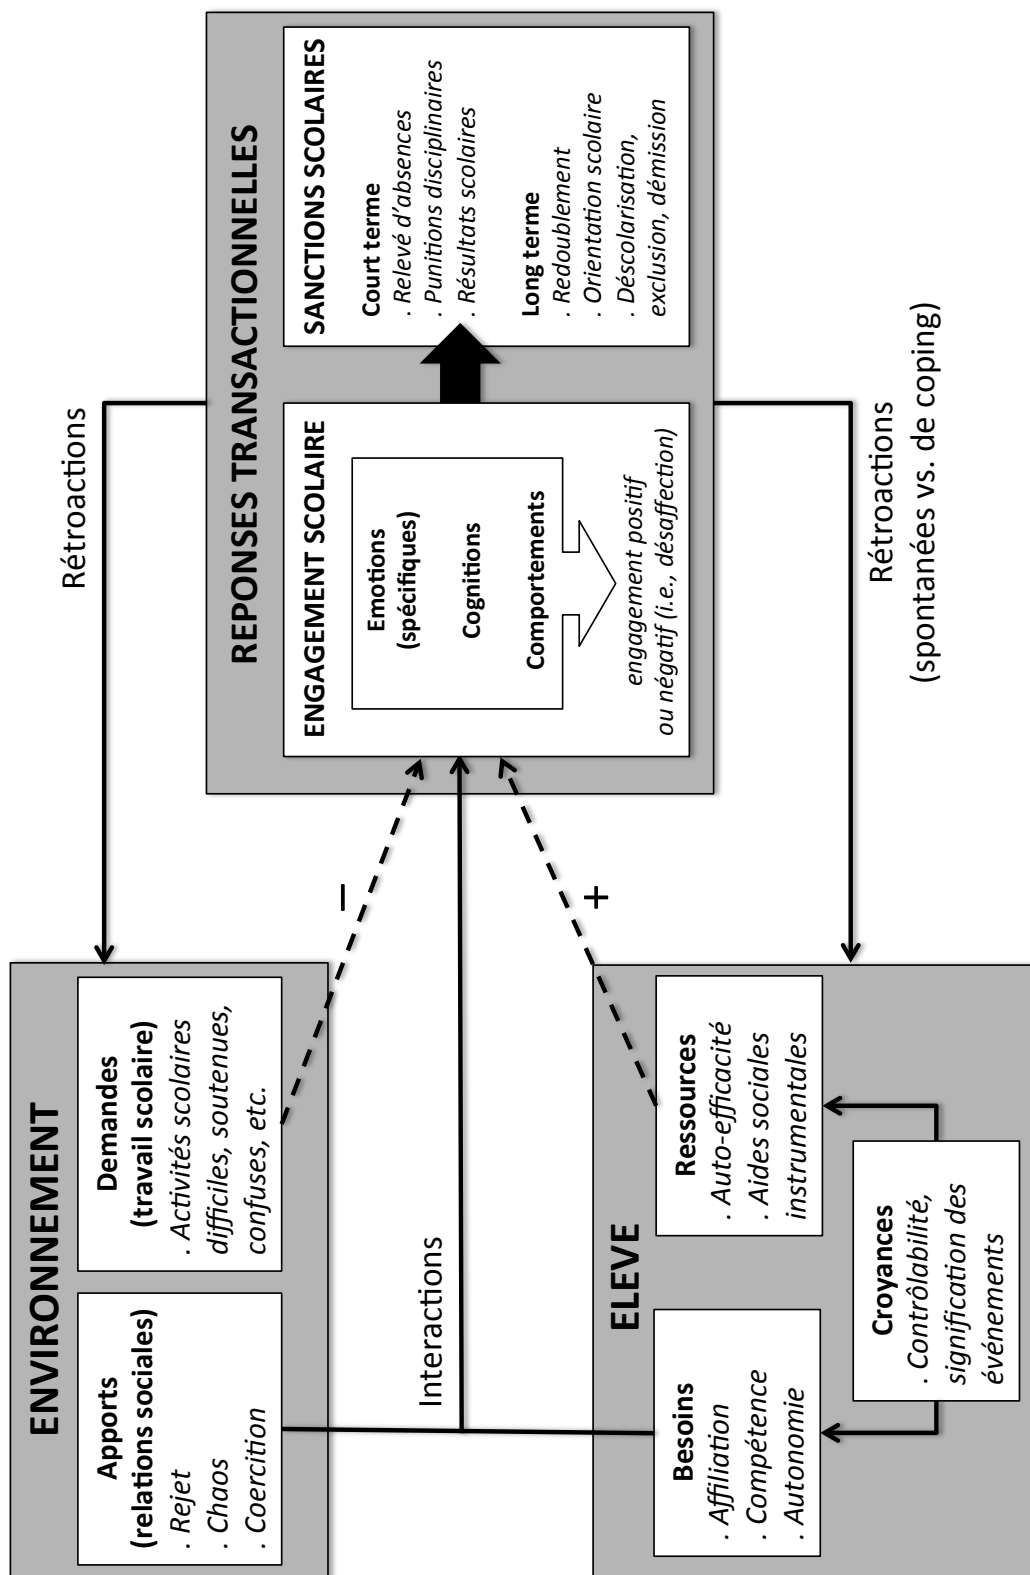 ENVIRONNEMENT
Apports
(relations sociales)
. Rejet
. Chaos
. Coercition
Demandes
(travail scolaire)
. Activités scolaires
difficiles, soutenues,
confuses, etc.
Interactions
ELEVE
Besoins
. Affiliation
. Compétence
. Autonomie
Ressources
. Auto-efficacité
. Aides sociales
instrumentales
Croyances
. Contrôlabilité,
signification des
événements
–
+
Rétroactions
REPONSES TRANSACTIONNELLES
ENGAGEMENT SCOLAIRE
Emotions
(spécifiques)
Cognitions
Comportements
engagement positif
ou négatif (i.e., désaffection)
SANCTIONS SCOLAIRES
Court terme
. Relevé d’absences
. Punitions disciplinaires
. Résultats scolaires
Long terme
. Redoublement
. Orientation scolaire
. Déscolarisation,
exclusion, démission
Rétroactions
(spontanées vs. de coping)